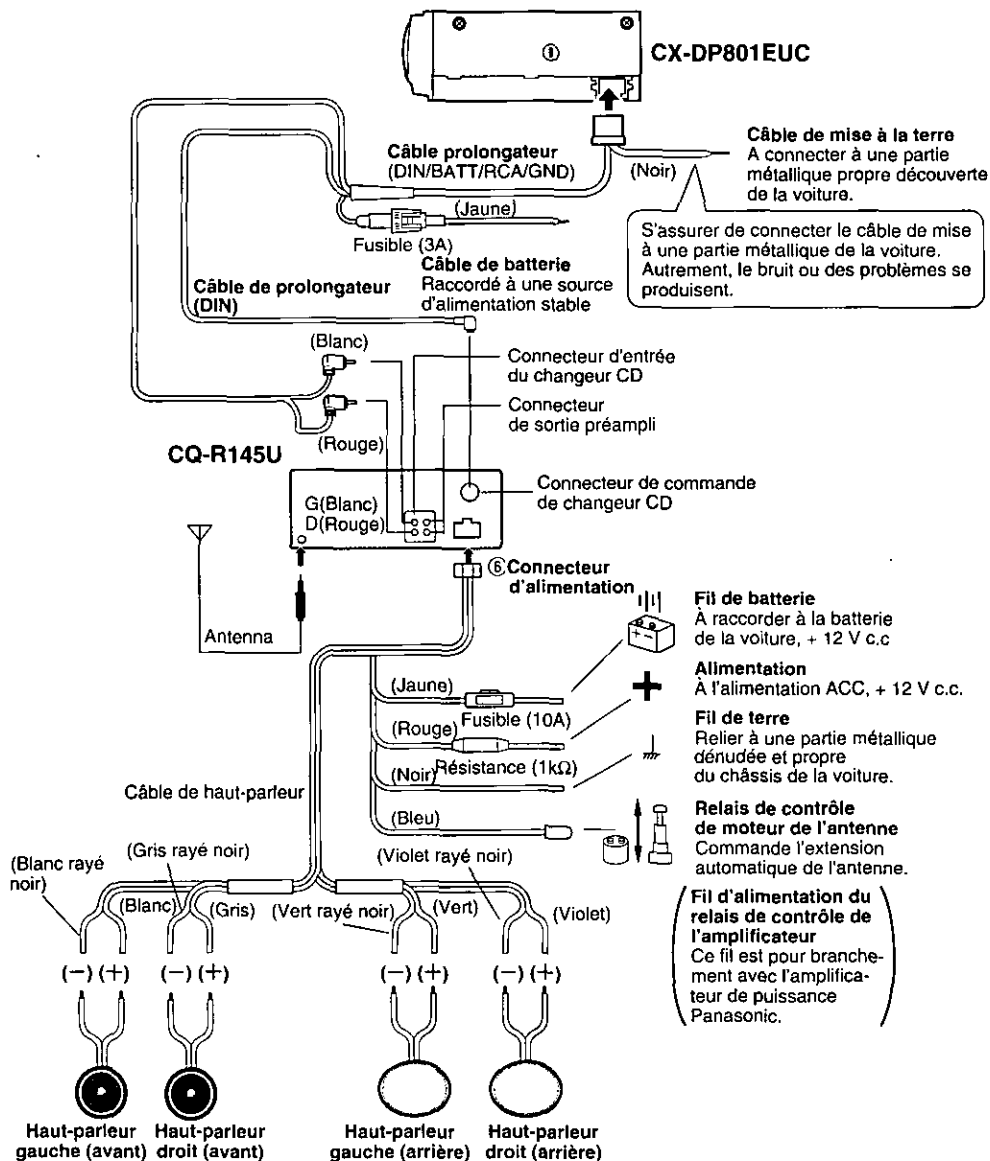 CX-DP801EUC
Câble de mise à la terre
A connecter à une partie
métallique propre découverte
de la voiture.
Câble prolongateur
(DIN/BATT/RCA/GND)
(Noir)
(Jaune)
Fusible (3A)
S'assurer de connecter le câble de mise
à une partie métallique de la voiture.
Autrement, le bruit ou des problèmes se
produisent.
Câble de batterie
Raccordé à une source
d'alimentation stable
Câble de prolongateur
(DIN)
(Blanc)
Connecteur d'entrée
du changeur CD
Connecteur
de sortie préampli
(Rouge)
CQ-R145U
Connecteur de commande
de changeur CD
G(Blanc)
D(Rouge)
⑥Connecteur
d'alimentation
Antenna
Fil de batterie
À raccorder à la batterie
de la voiture, + 12 V c.c
(Jaune)
Fusible (10A)
Alimentation
À l'alimentation ACC, + 12 V c.c.
(Rouge)
Résistance (1kΩ)
Fil de terre
Relier à une partie métallique
dénudée et propre
du châssis de la voiture.
(Noir)
Câble de haut-parleur
(Bleu)
Relais de contrôle
de moteur de l'antenne
Commande l'extension
automatique de l'antenne.
(Fil d'alimentation du
relais de contrôle de
l'amplificateur
Ce fil est pour branche-
ment avec l'amplifica-
teur de puissance
Panasonic.)
(Blanc rayé
noir)
(Gris rayé noir)
(Violet rayé noir)
(Blanc)
(Gris)
(Vert rayé noir)
(Vert)
(Violet)
(−) (+) (−) (+) (−) (+) (−) (+)
Haut-parleur
gauche (avant)
Haut-parleur
droit (avant)
Haut-parleur
gauche (arrière)
Haut-parleur
droit (arrière)